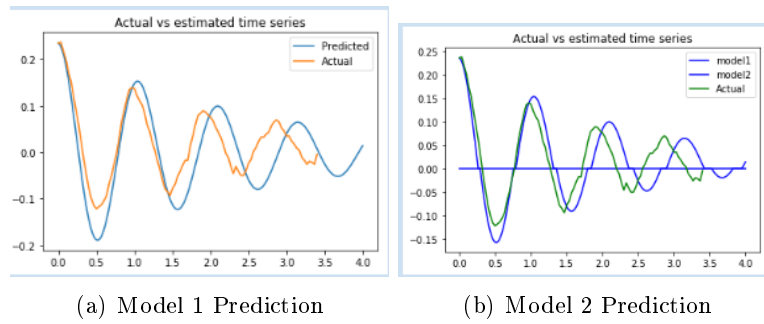 Actual vs estimated time series
Predicted
Actual
0.2
0.1
0.0
−0.1
−0.2
0.0 0.5 1.0 1.5 2.0 2.5 3.0 3.5 4.0
(a) Model 1 Prediction
Actual vs estimated time series
model1
model2
Actual
0.25
0.20
0.15
0.10
0.05
0.00
−0.05
−0.10
−0.15
0.0 0.5 1.0 1.5 2.0 2.5 3.0 3.5 4.0
(b) Model 2 Prediction